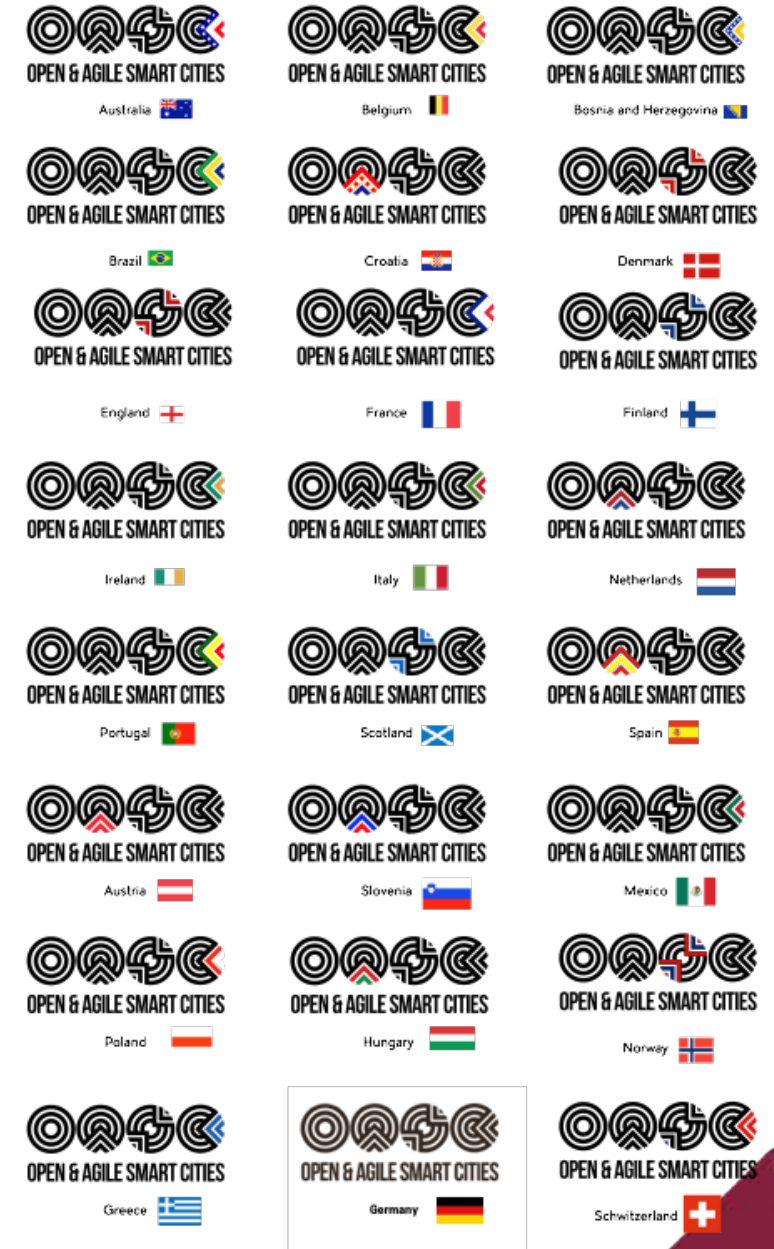 OPEN & AGILE SMART CITIES
OPEN & AGILE SMART CITIES
OPEN & AGILE SMART CITIES
Australia
Belgium
Bosnia and Herzegovina
OPEN & AGILE SMART CITIES
OPEN & AGILE SMART CITIES
OPEN & AGILE SMART CITIES
Brazil
Croatia
Denmark
OPEN & AGILE SMART CITIES
OPEN & AGILE SMART CITIES
OPEN & AGILE SMART CITIES
England
France
Finland
OPEN & AGILE SMART CITIES
OPEN & AGILE SMART CITIES
OPEN & AGILE SMART CITIES
Ireland
Italy
Netherlands
OPEN & AGILE SMART CITIES
OPEN & AGILE SMART CITIES
OPEN & AGILE SMART CITIES
Portugal
Scotland
Spain
OPEN & AGILE SMART CITIES
OPEN & AGILE SMART CITIES
OPEN & AGILE SMART CITIES
Austria
Slovenia
Mexico
OPEN & AGILE SMART CITIES
OPEN & AGILE SMART CITIES
OPEN & AGILE SMART CITIES
Poland
Hungary
Norway
OPEN & AGILE SMART CITIES
OPEN & AGILE SMART CITIES
OPEN & AGILE SMART CITIES
Greece
Germany
Schwitzerland